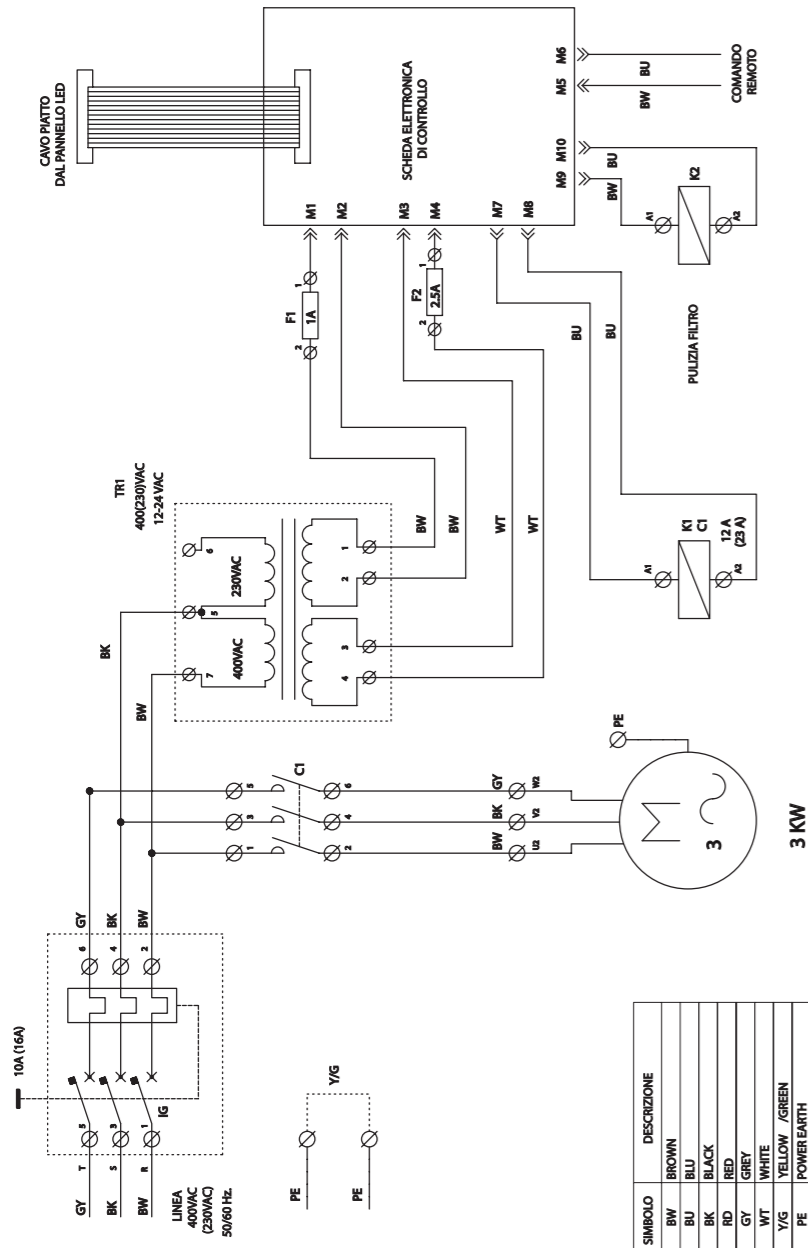 CAVO PIATTO
DAL PANNELLO LED
SCHEDA ELETTRONICA
DI CONTROLLO
M1
M2
M3
M4
M7
M8
M9
M10
M5
M6
BW
BU
BW
BU
COMANDO
REMOTO
F1
1A
1
2
F2
2.5A
1
2
A1
K2
A2
PULIZIA FILTRO
BU
BU
A1
K1
C1
12 A
(23 A)
A2
TR1
400(230)VAC
12-24 VAC
6
230VAC
5
400VAC
7
1
2
3
4
BW
BW
WT
WT
BK
BW
C1
5
3
1
6
4
2
GY
BK
BW
W2
V2
U2
PE
3
3 KW
10A (16A)
6
4
2
GY
BK
BW
IG
T
5
S
3
R
1
GY
BK
BW
LINEA
400VAC
(230VAC)
50/60 Hz.
PE
PE
Y/G
SIMBOLO DESCRIZIONE
BW BROWN
BU BLU
BK BLACK
RD RED
GY GREY
WT WHITE
Y/G YELLOW /GREEN
PE POWER EARTH